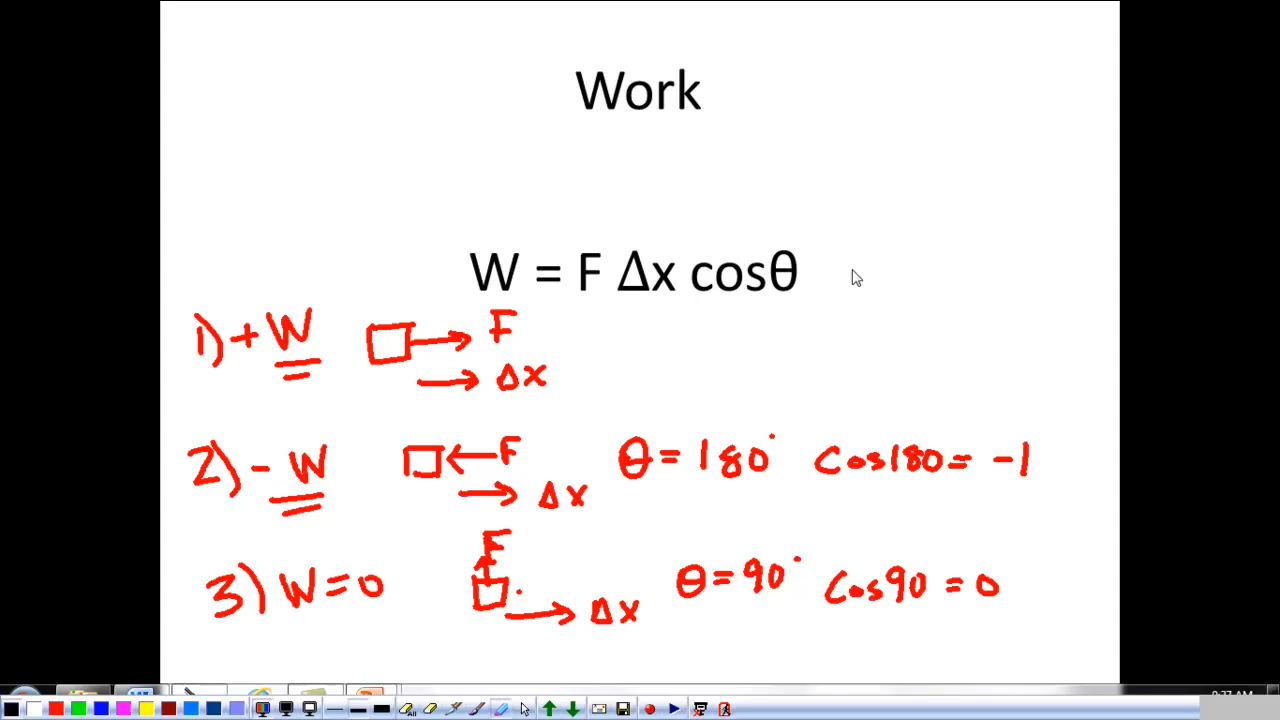 Work
W = F Δx cosθ
1) + W F
Δx
2) - W F θ = 180° cos180 = -1
Δx
F
3) W = 0 θ = 90° cos90 = 0
Δx